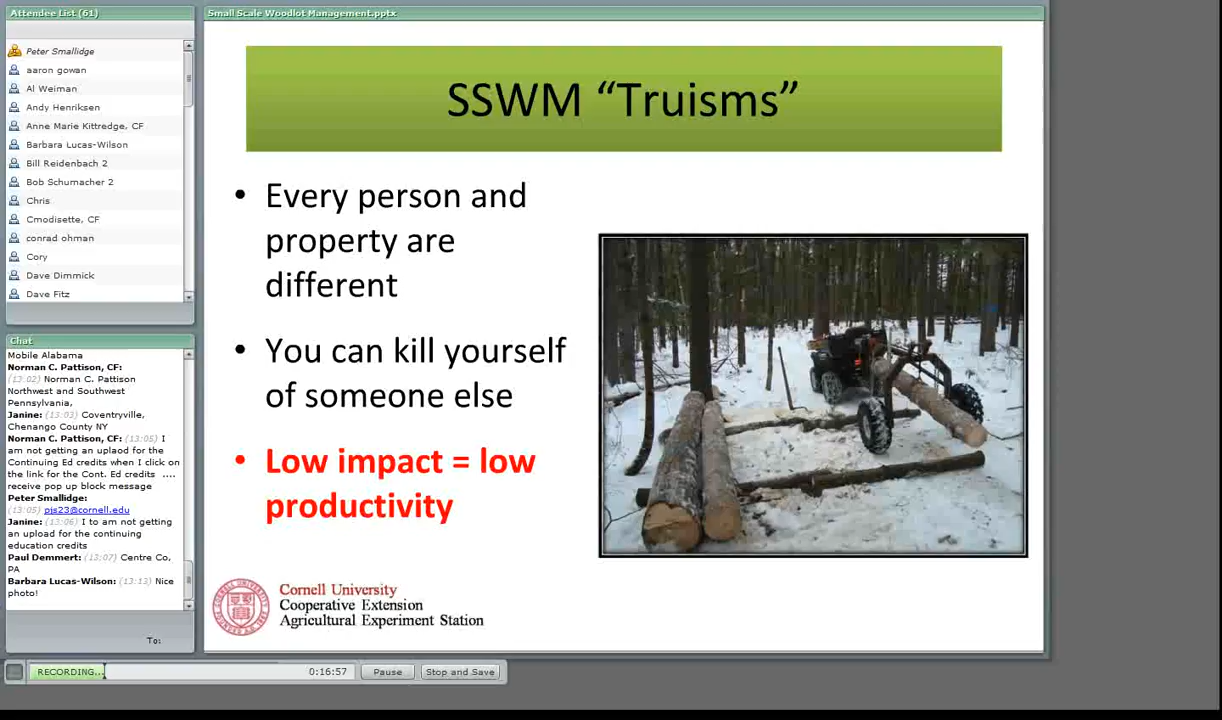 Attendee List (61)
Peter Smallidge
aaron gowan
Al Weiman
Andy Henriksen
Anne Marie Kittredge, CF
Barbara Lucas-Wilson
Bill Reidenbach 2
Bob Schumacher 2
Chris
Cmodisette, CF
conrad ohman
Cory
Dave Dimmick
Dave Fitz
Chat
Mobile Alabama
Norman C. Pattison, CF:
(13:02) Norman C. Pattison
Northwest and Southwest
Pennsylvania,
Janine: (13:03) Coventryville,
Chenango County NY
Norman C. Pattison, CF: (13:05) I
am not getting an uplaod for the
Continuing Ed credits when I click on
the link for the Cont. Ed credits ....
receive pop up block message
Peter Smallidge:
(13:05) pjs23@cornell.edu
Janine: (13:06) I to am not getting
an upload for the continuing
education credits
Paul Demmert: (13:07) Centre Co,
PA
Barbara Lucas-Wilson: (13:13) Nice
photo!
To:
Small Scale Woodlot Management.pptx
SSWM “Truisms”
• Every person and
property are
different
• You can kill yourself
of someone else
• Low impact = low
productivity
Cornell University
Cooperative Extension
Agricultural Experiment Station
RECORDING...
0:16:57
Pause
Stop and Save